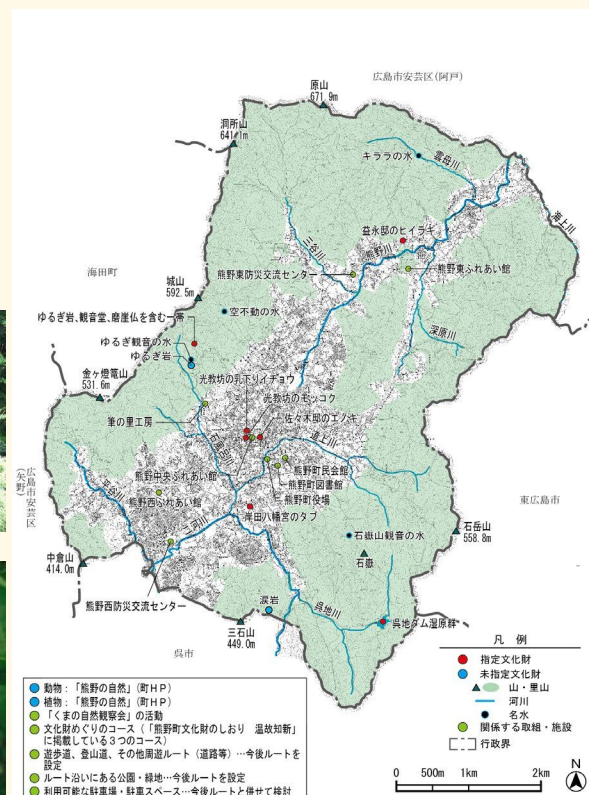 広島市安芸区(阿戸)
原山
671.9m
洞所山
641.1m
キララの水
雲母川
海上川
益永邸のヒイラギ
三谷川
熊野川
熊野東ふれあい館
海田町
熊野東防災交流センター
城山
592.5m
空不動の水
深原川
ゆるぎ岩、観音堂、磨崖仏を含む一帯
ゆるぎ観音の水
ゆるぎ岩
光教坊の乳下りイチョウ
金ヶ燈篭山
531.6m
光教坊のモッコク
佐々木邸のエノキ
筆の里工房
道上川
熊野中央ふれあい館
熊野町民会館
熊野町図書館
熊野町役場
広島市安芸区
(矢野)
平谷川
熊野西ふれあい館
東広島市
岸田八幡宮のタブ
二河川
石嶽山観音の水
石岳山
558.8m
石嶽
中倉山
414.0m
熊野西防災交流センター
涙岩
呉地川
呉地ダム湿原群
三石山
449.0m
呉市
凡例
指定文化財
未指定文化財
山・里山
河川
名水
関係する取組・施設
行政界
動物:「熊野の自然」(町HP)
植物:「熊野の自然」(町HP)
「くまの自然観察会」の活動
文化財めぐりのコース(「熊野町文化財のしおり 温故知新」
に掲載している3つのコース)
遊歩道、登山道、その他周遊ルート(道路等)…今後ルートを
設定
ルート沿いにある公園・緑地…今後ルートを設定
利用可能な駐車場・駐車スペース…今後ルートと併せて検討
0 500m 1km 2km
N